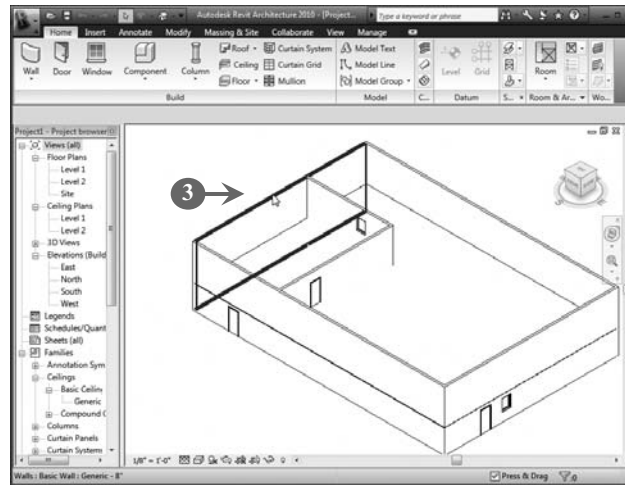 Autodesk Revit Architecture 2010 - [Project... Type a keyword or phrase
Home Insert Annotate Modify Massing & Site Collaborate View Manage
Wall Door Window Component Column
Roof Curtain System
Ceiling Curtain Grid
Floor Mullion
Model Text
Model Line
Model Group
Level Grid Room
Build Model C... Datum S... Room & Ar... Wo...
Project1 - Project browser
Views (all)
Floor Plans
Level 1
Level 2
Site
Ceiling Plans
Level 1
Level 2
3D Views
Elevations (Build
East
North
South
West
Legends
Schedules/Quant
Sheets (all)
Families
Annotation Sym
Ceilings
Basic Ceilin
Generic
Compound C
Columns
Curtain Panels
Curtain System
3
1/8" = 1'-0"
Walls : Basic Wall : Generic - 8" Press & Drag :0